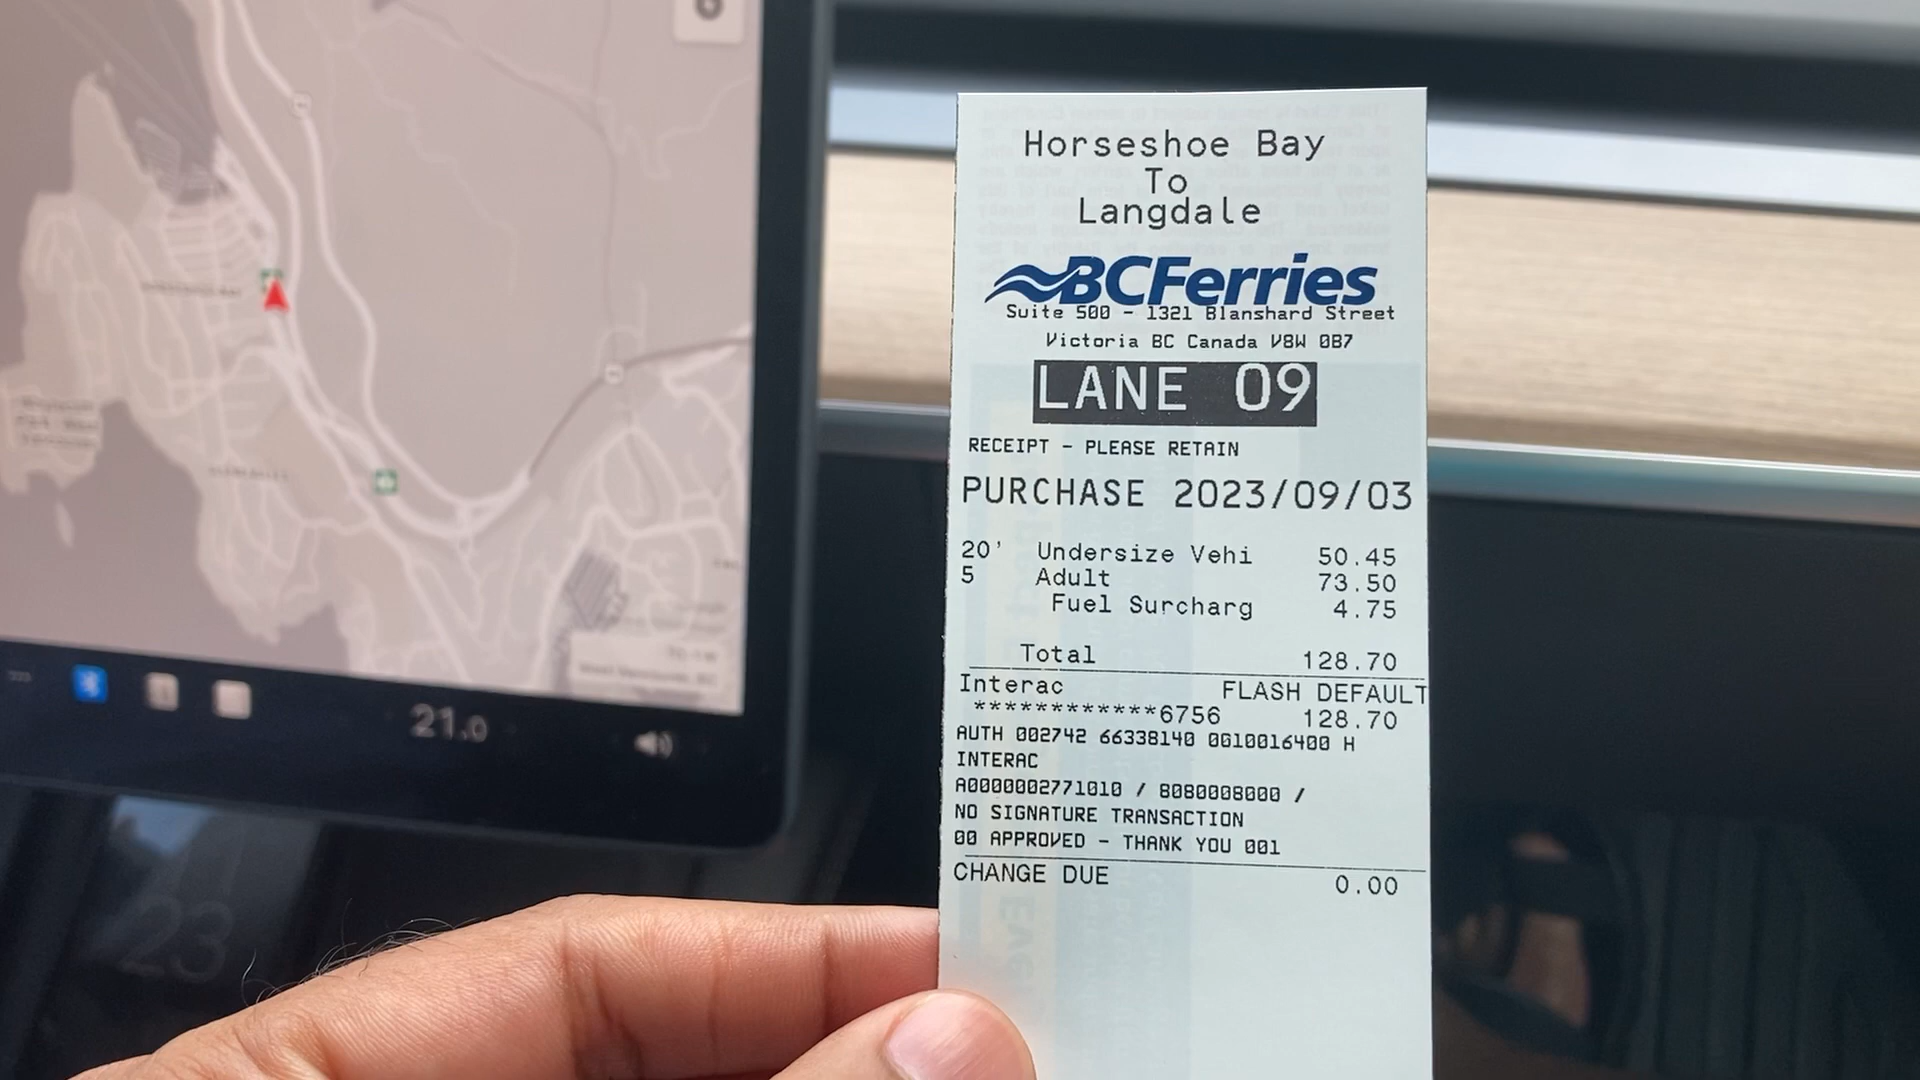 Horseshoe Bay
To
Langdale
BCFerries
Suite 500 - 1321 Blanshard Street
Victoria BC Canada V8W 0B7
LANE 09
RECEIPT - PLEASE RETAIN
PURCHASE 2023/09/03
20' Undersize Vehi 50.45
5 Adult 73.50
Fuel Surcharg 4.75
Total 128.70
Interac FLASH DEFAULT
************6756 128.70
AUTH 002742 66338140 0010016400 H
INTERAC
A0000002771010 / 8080008000 /
NO SIGNATURE TRANSACTION
00 APPROVED - THANK YOU 001
CHANGE DUE 0.00
21.0
23